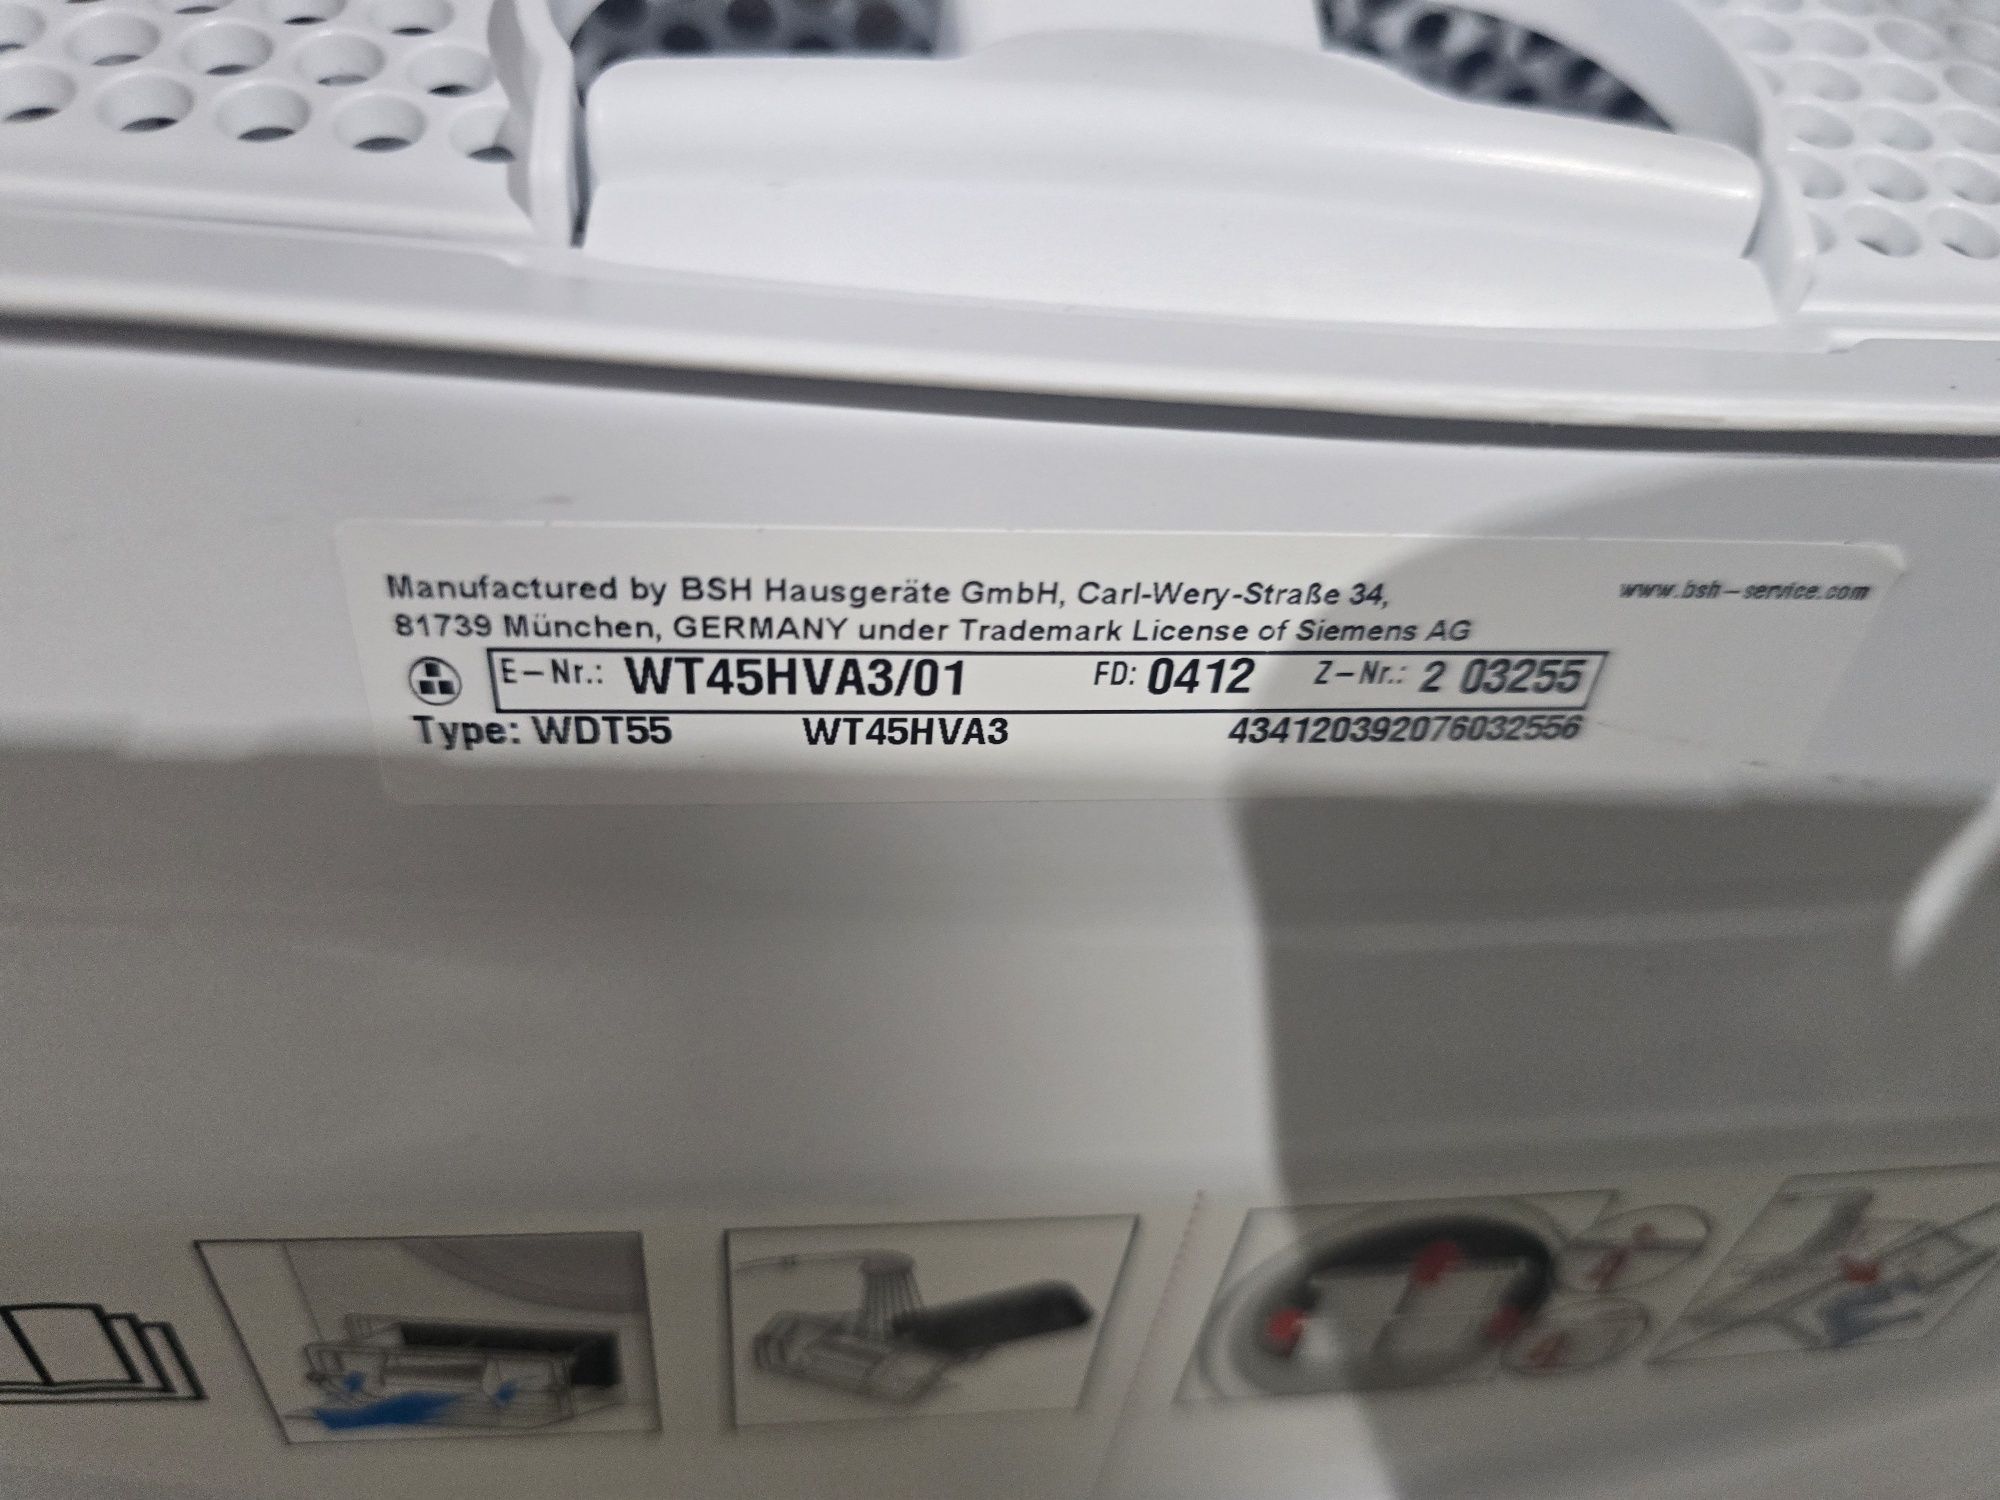 Manufactured by BSH Hausgeräte GmbH, Carl-Wery-Straße 34,
www.bsh-service.com
81739 München, GERMANY under Trademark License of Siemens AG
E-Nr.: WT45HVA3/01 FD: 0412 Z-Nr.: 2 03255
Type: WDT55 WT45HVA3 434120392076032556